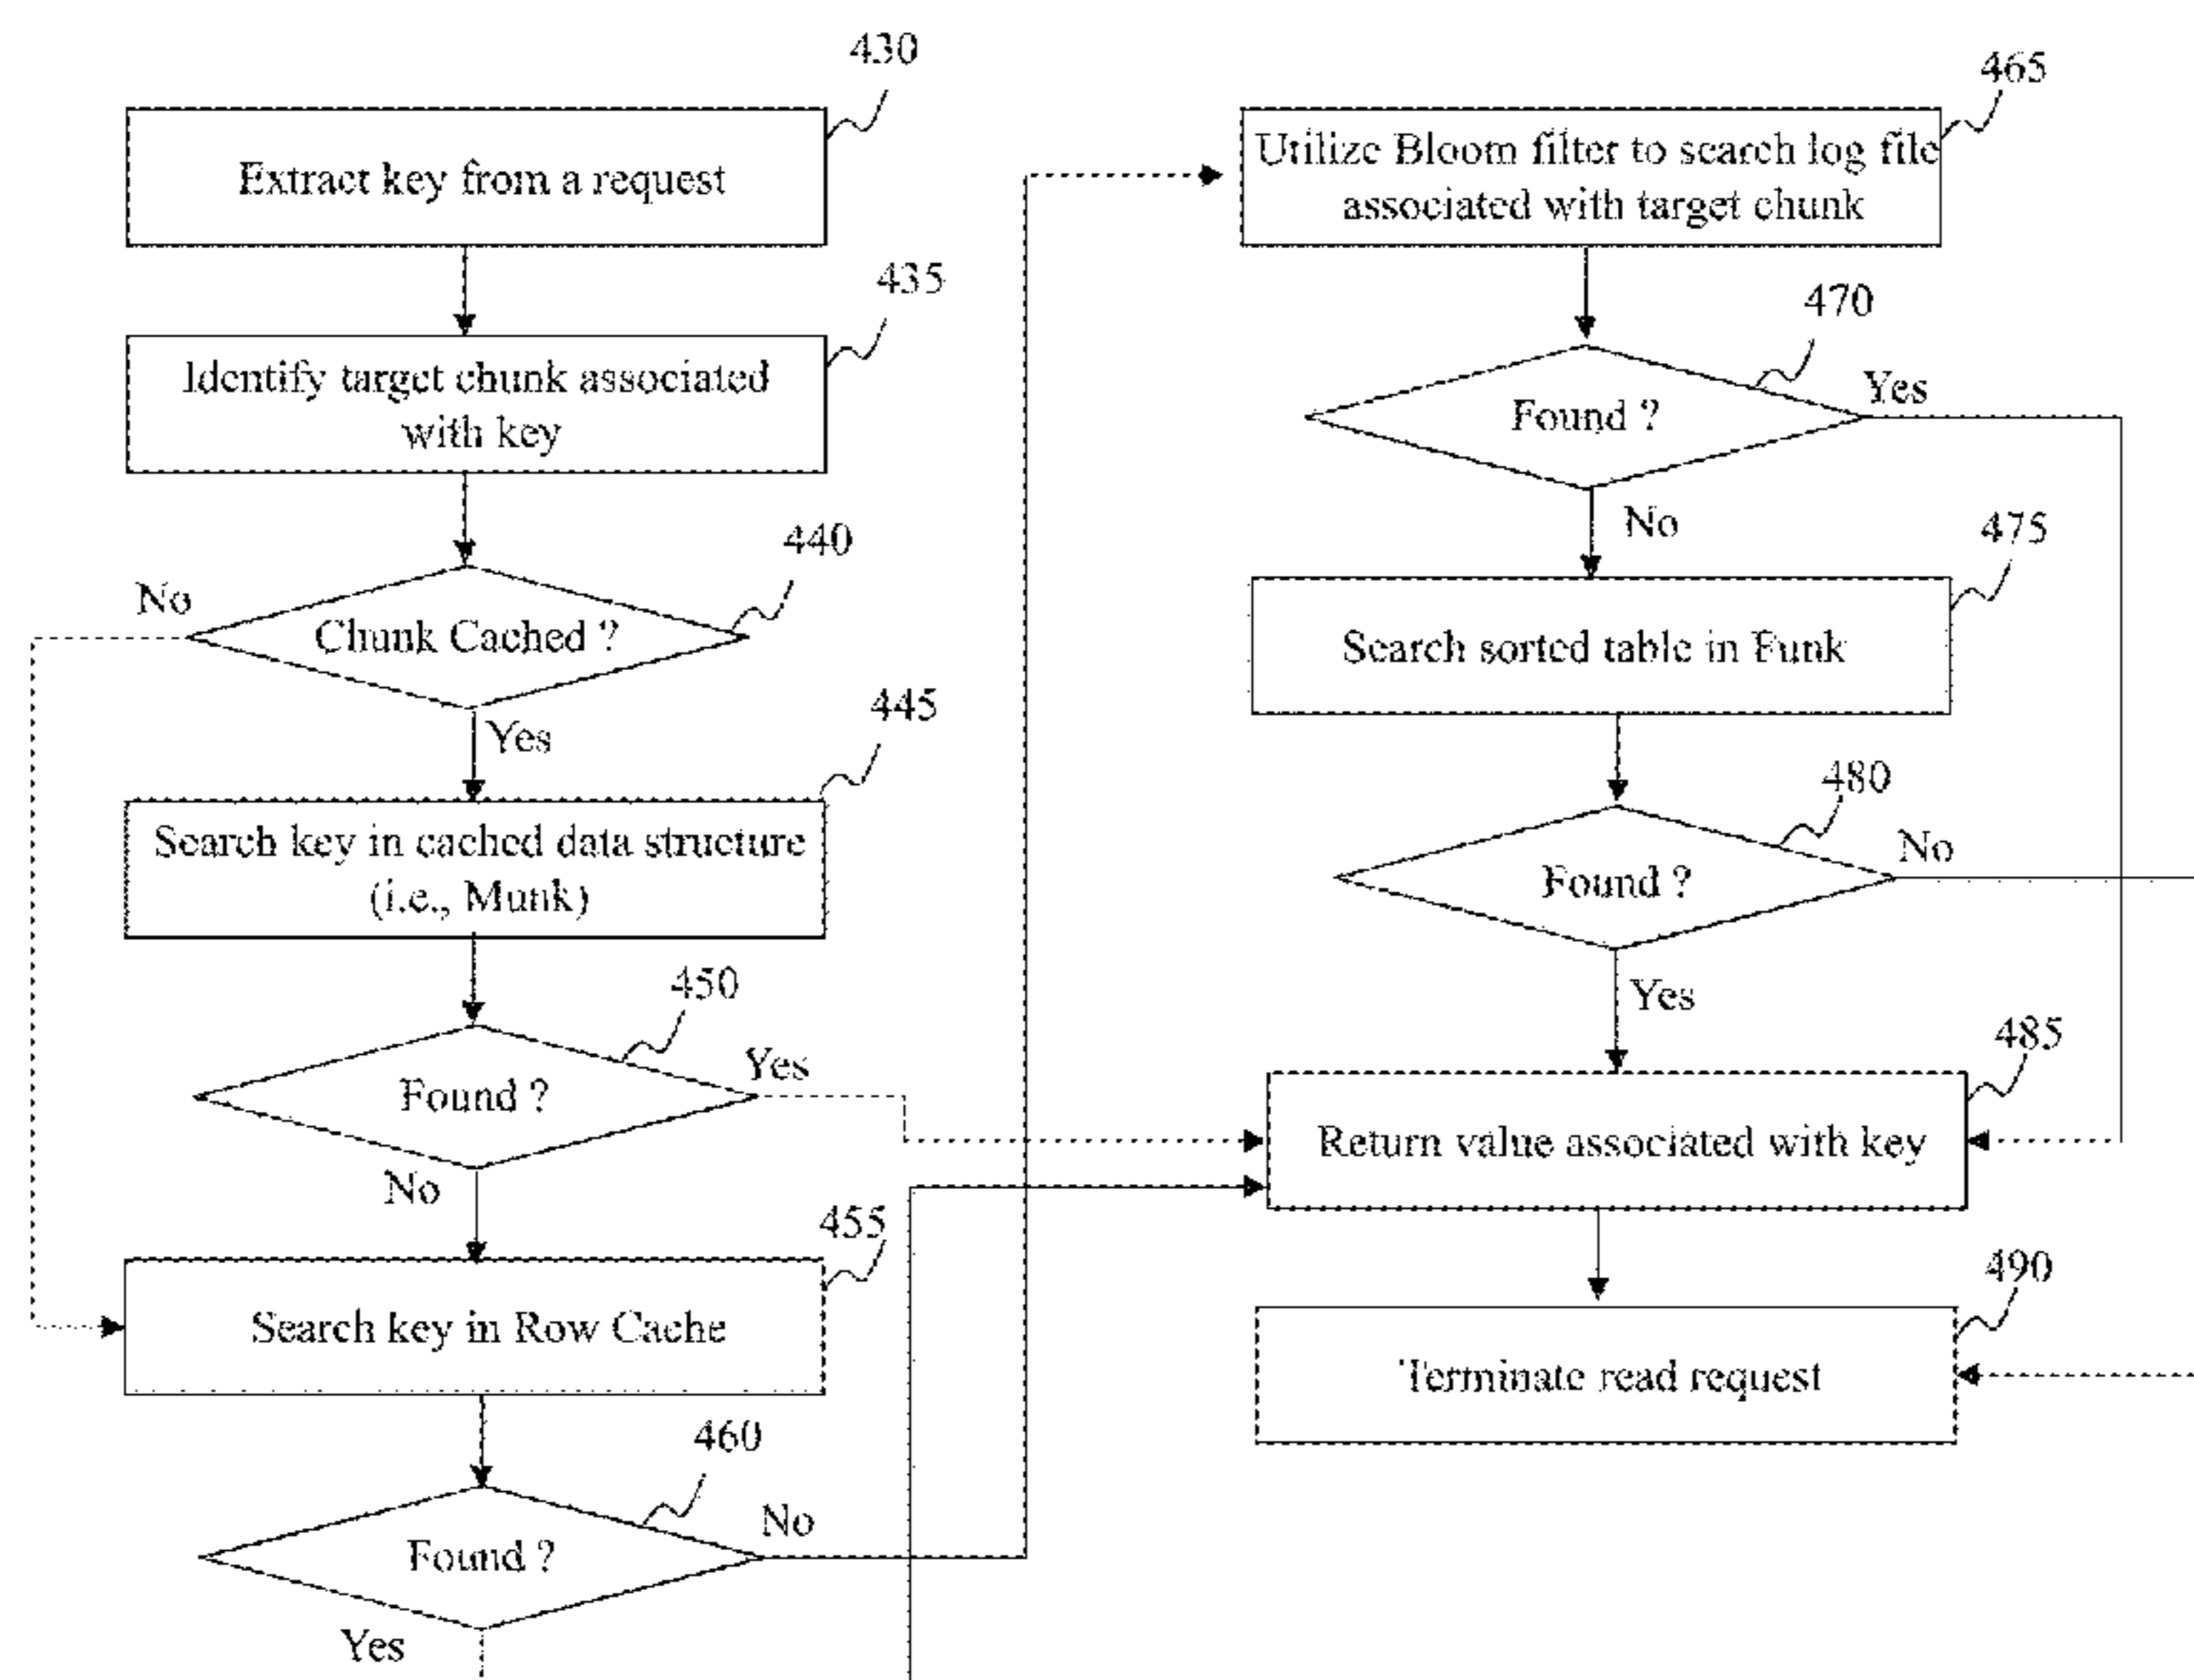 430
Extract key from a request
435
Identify target chunk associated
with key
440
No
Chunk Cached ?
445
Yes
Search key in cached data structure
(i.e., Munk)
450
Yes
Found ?
No
455
Search key in Row Cache
460
No
Found ?
Yes
465
Utilize Bloom filter to search log file
associated with target chunk
470
Yes
Found ?
No
475
Search sorted table in Funk
480
No
Found ?
Yes
485
Return value associated with key
490
Terminate read request